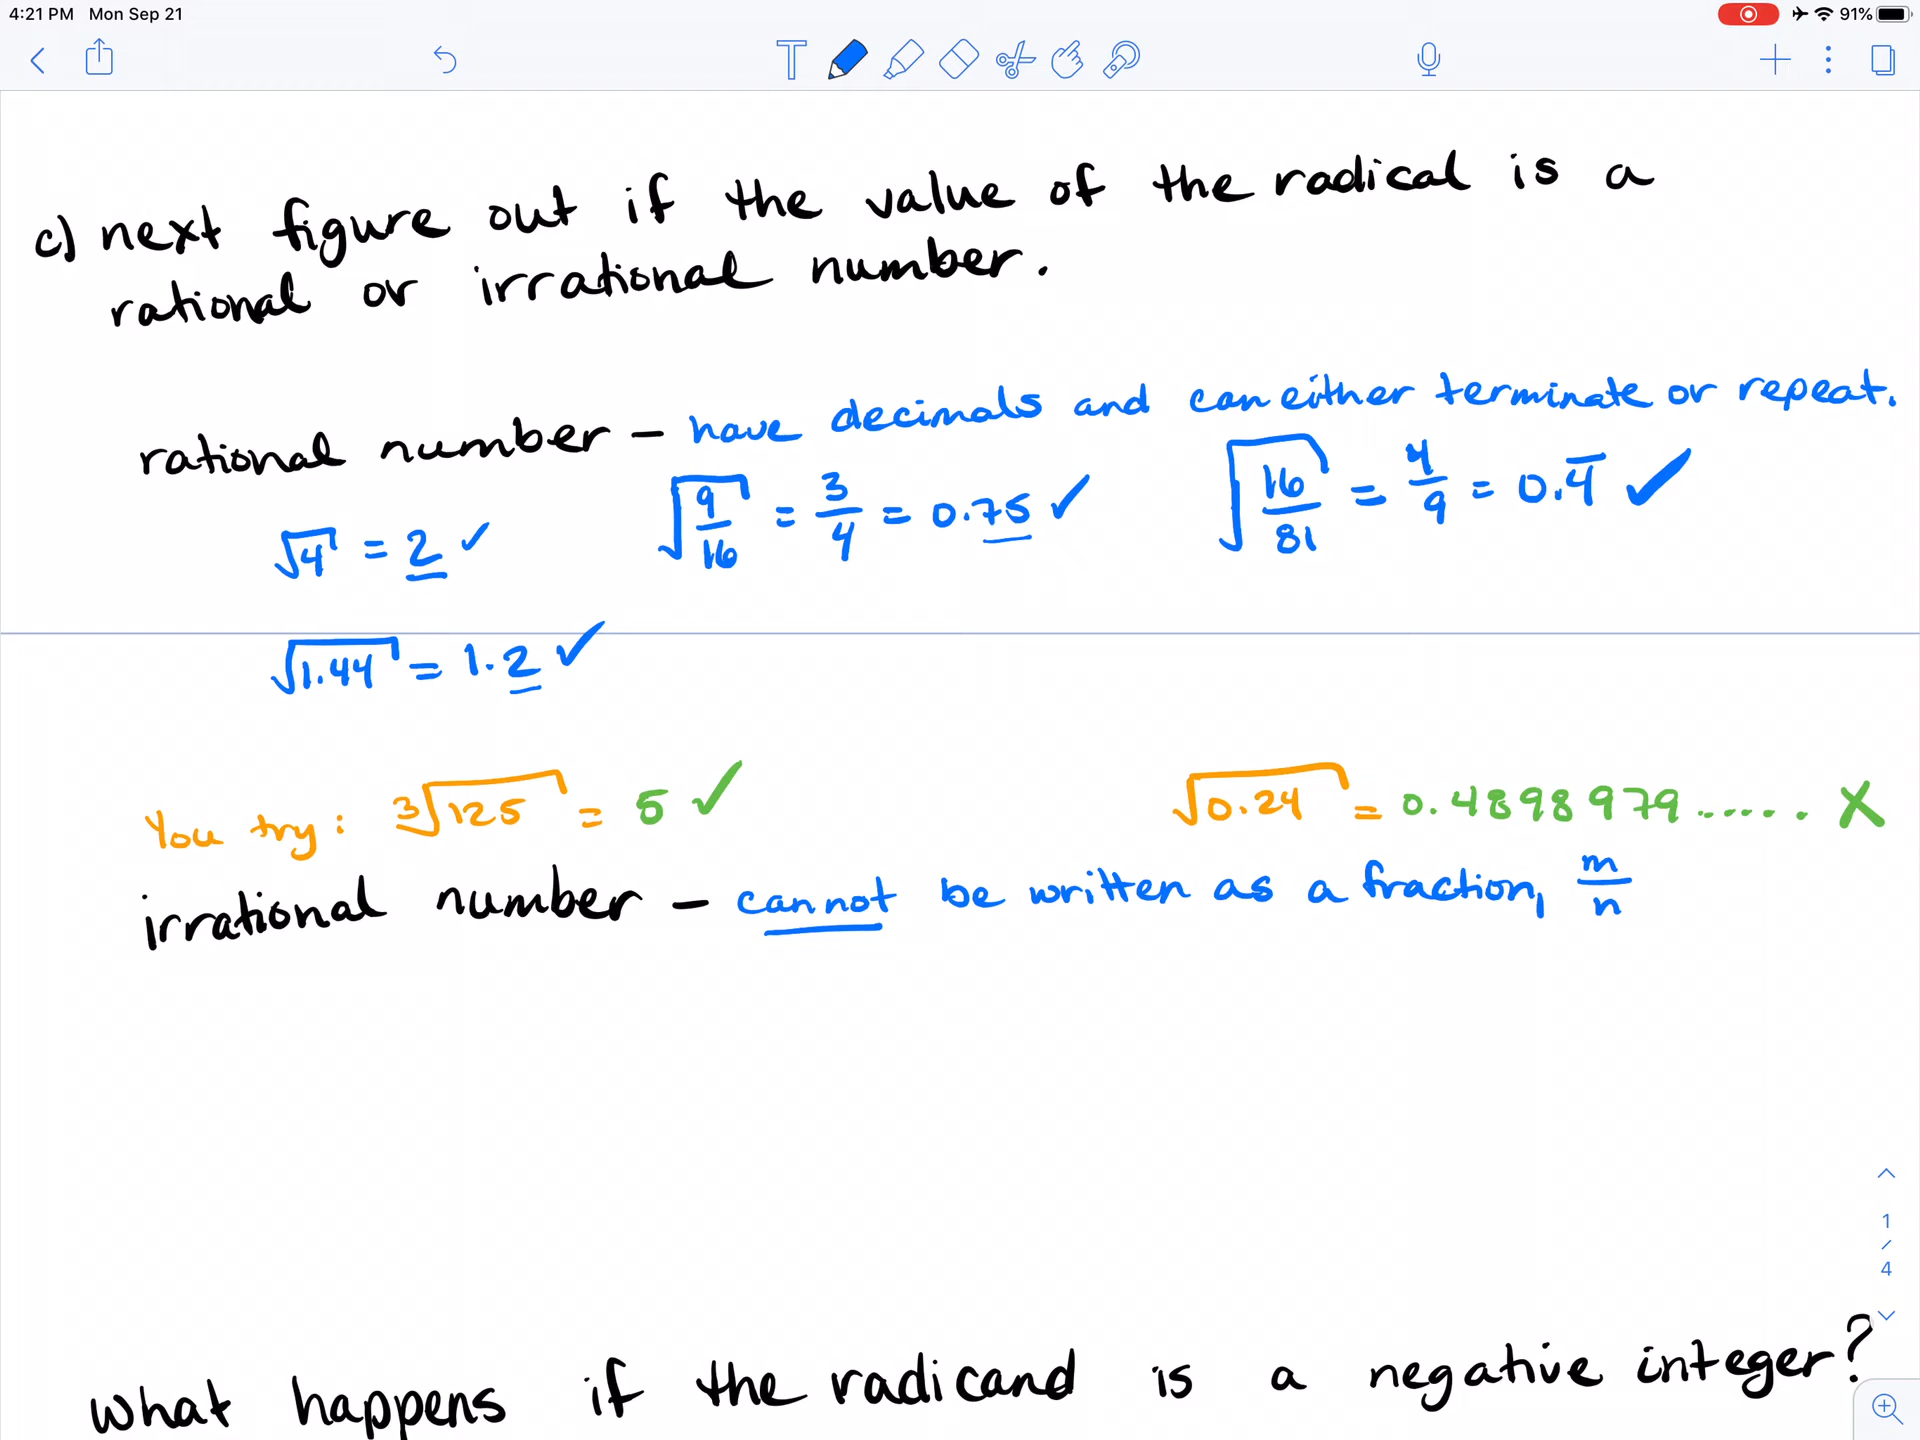 4:21 PM Mon Sep 21
91%
T
c) next figure out if the value of the radical is a
rational or irrational number.
rational number - have decimals and can either terminate or repeat.
√4 = 2 ✓
√(9/16) = 3/4 = 0.75 ✓
√(16/81) = 4/9 = 0.4̅ ✓
√1.44 = 1.2 ✓
You try: ³√125 = 5 ✓
√0.24 = 0.4898979...... X
irrational number - cannot be written as a fraction, m/n
1
/
4
what happens if the radicand is a negative integer?